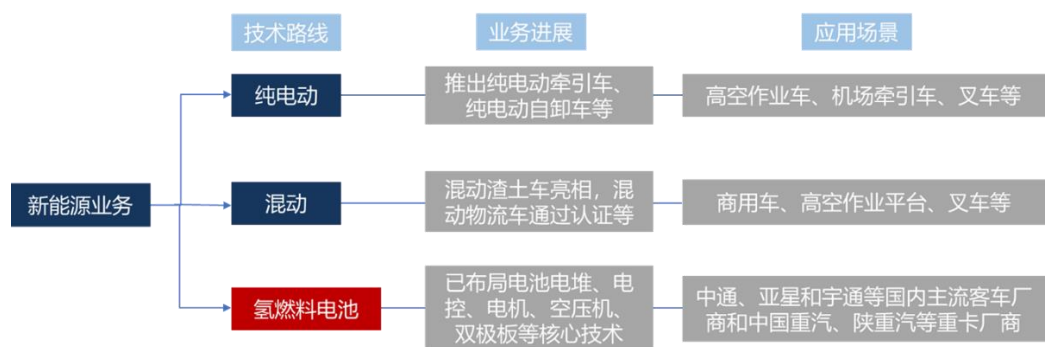 技术路线
业务进展
应用场景
纯电动
推出纯电动牵引车、
纯电动自卸车等
高空作业车、机场牵引车、叉车等
新能源业务
混动
混动渣土车亮相，混
动物流车通过认证等
商用车、高空作业平台、叉车等
氢燃料电池
已布局电池电堆、电
控、电机、空压机、
双极板等核心技术
中通、亚星和宇通等国内主流客车厂
商和中国重汽、陕重汽等重卡厂商